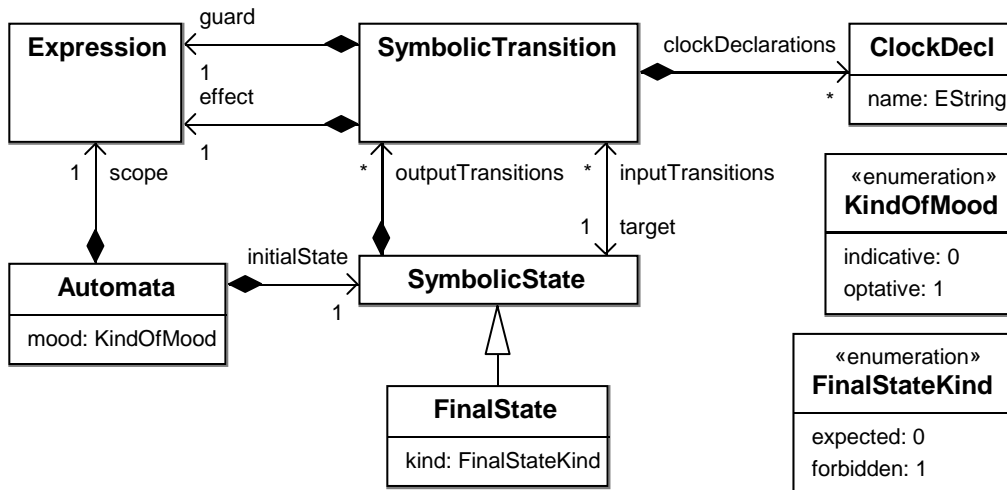 guard
Expression
SymbolicTransition
clockDeclarations
ClockDecl
1
effect
*
name: EString
1
1
scope
*
outputTransitions
*
inputTransitions
«enumeration»
KindOfMood
1
target
indicative: 0
optative: 1
initialState
Automata
SymbolicState
1
mood: KindOfMood
«enumeration»
FinalStateKind
FinalState
expected: 0
forbidden: 1
kind: FinalStateKind